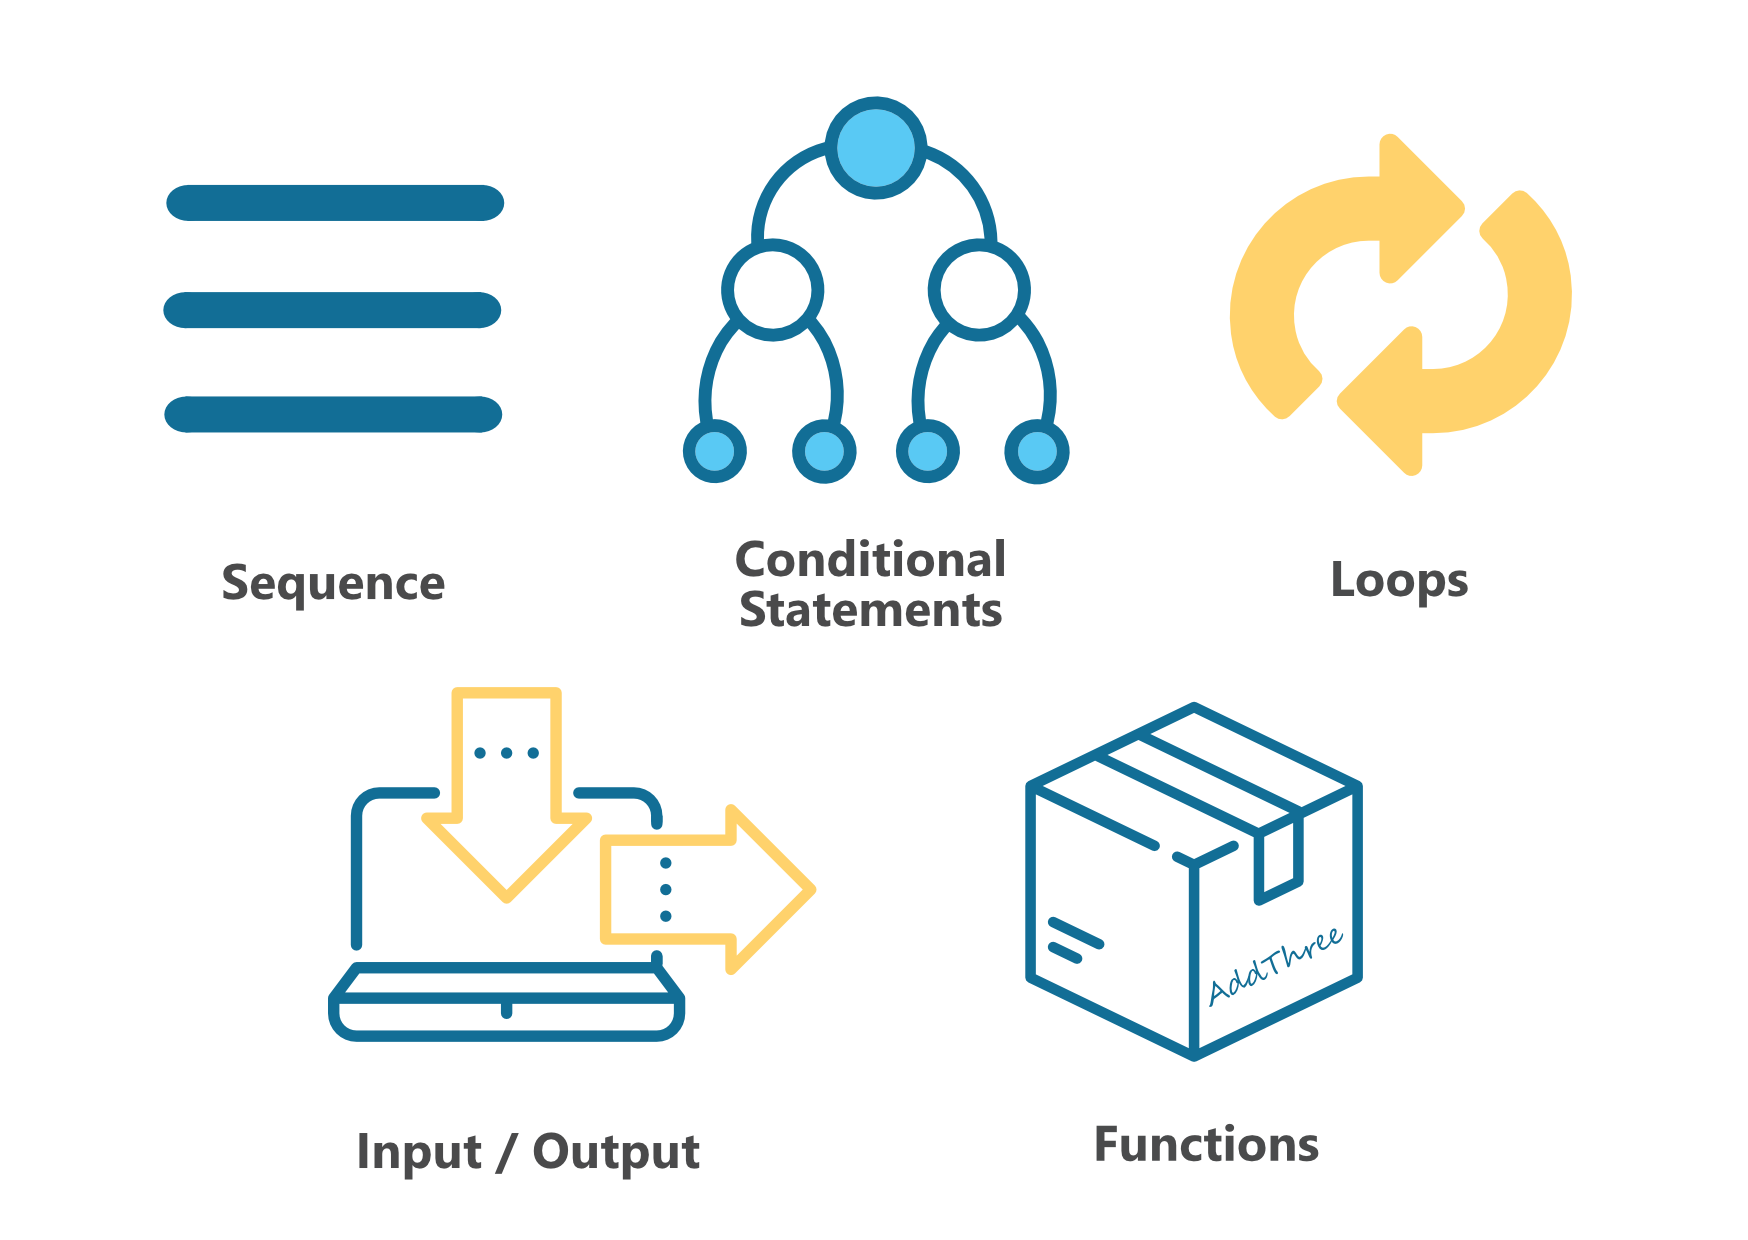 Sequence
Conditional
Statements
Loops
AddThree
Input / Output
Functions